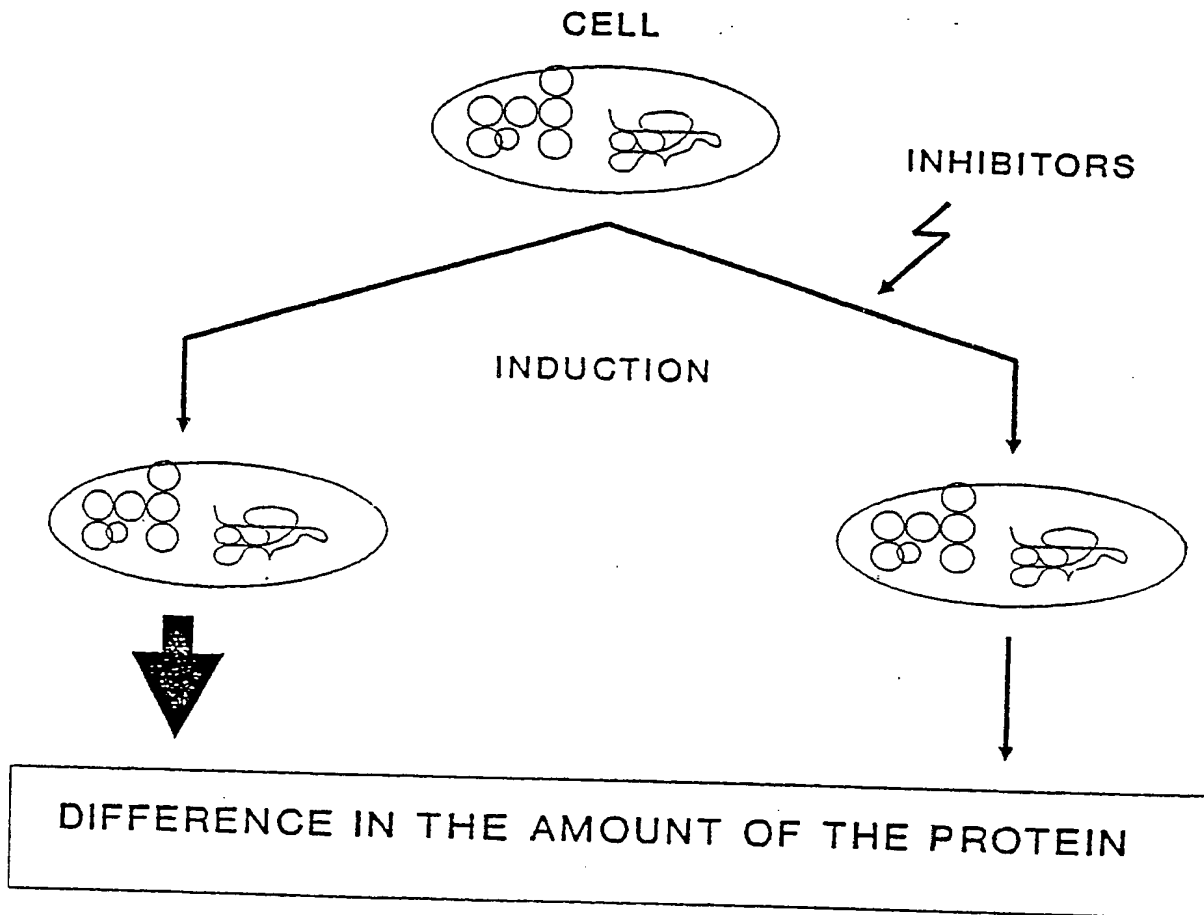 CELL
INHIBITORS
INDUCTION
DIFFERENCE IN THE AMOUNT OF THE PROTEIN